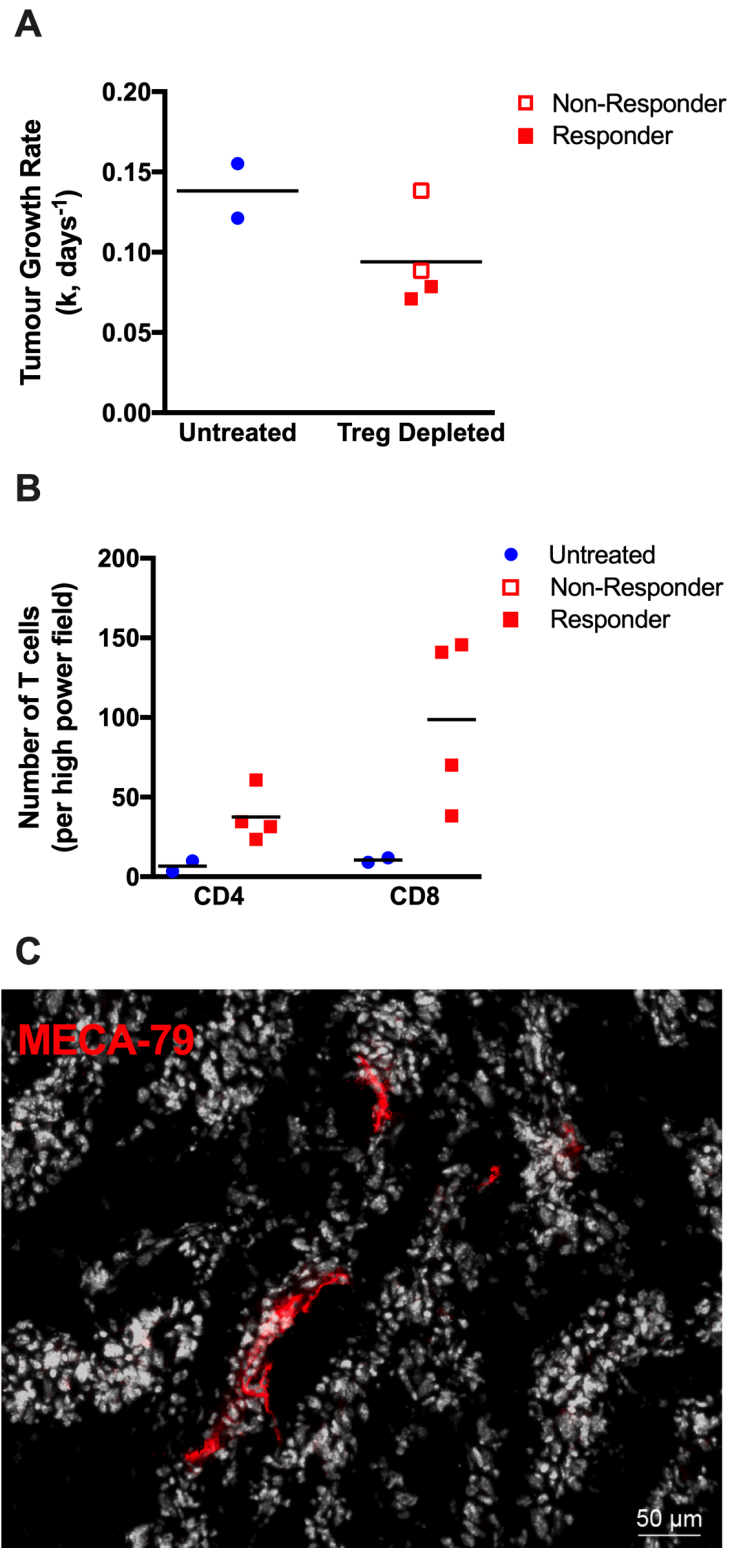 A
Tumour Growth Rate
(k, days-1)
0.20
0.15
0.10
0.05
0.00
Untreated
Treg Depleted
Non-Responder
Responder
B
Number of T cells
(per high power field)
200
150
100
50
0
CD4
CD8
Untreated
Non-Responder
Responder
C
MECA-79
50 µm